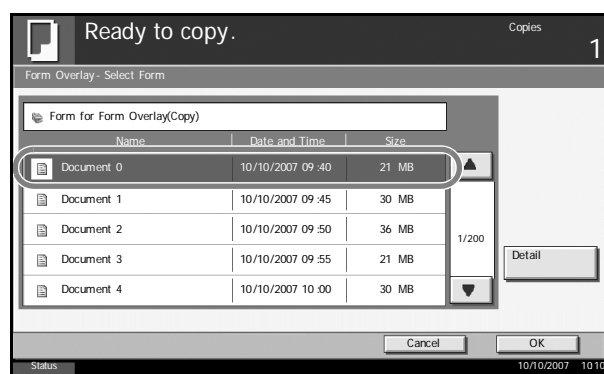 Ready to copy.
Copies
1
Form Overlay - Select Form
Form for Form Overlay(Copy)
Name Date and Time Size
Document 0 10/10/2007 09 :40 21 MB
Document 1 10/10/2007 09 :45 30 MB
Document 2 10/10/2007 09 :50 36 MB
Document 3 10/10/2007 09 :55 21 MB
Document 4 10/10/2007 10 :00 30 MB
1/200
Detail
Cancel OK
Status 10/10/2007 1010